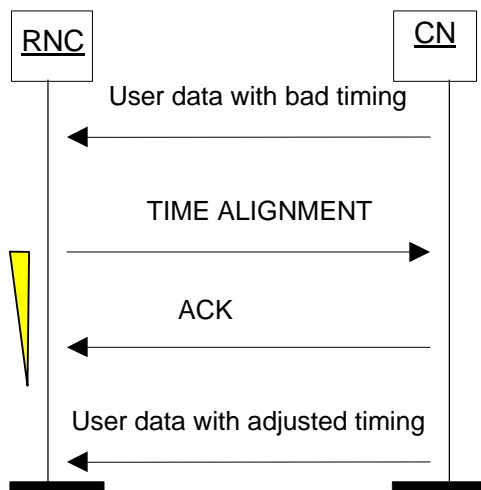 RNC
CN
User data with bad timing
TIME ALIGNMENT
ACK
User data with adjusted timing